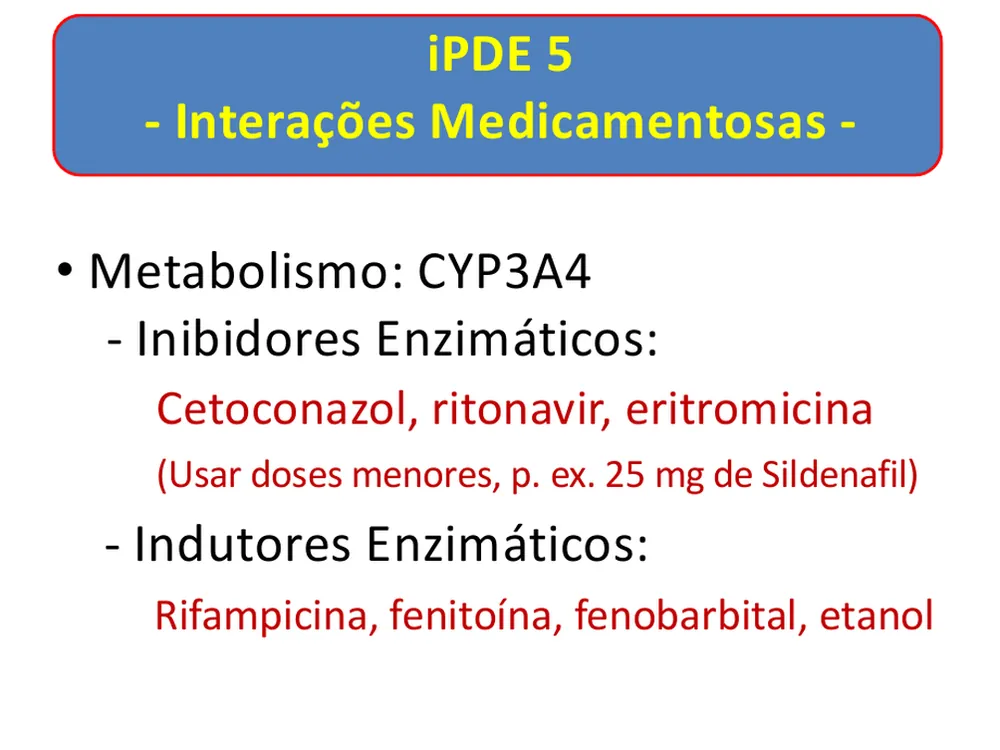 iPDE 5
- Interações Medicamentosas -
• Metabolismo: CYP3A4
- Inibidores Enzimáticos:
Cetoconazol, ritonavir, eritromicina
(Usar doses menores, p. ex. 25 mg de Sildenafil)
- Indutores Enzimáticos:
Rifampicina, fenitoína, fenobarbital, etanol